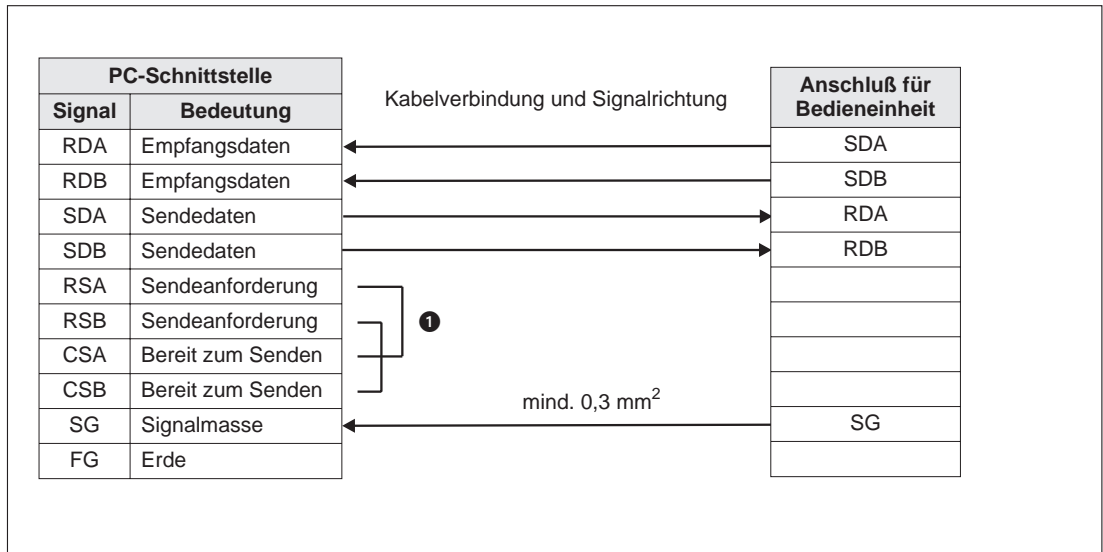 PC-Schnittstelle
Signal Bedeutung
Kabelverbindung und Signalrichtung
Anschluß für
Bedieneinheit
RDA Empfangsdaten SDA
RDB Empfangsdaten SDB
SDA Sendedaten RDA
SDB Sendedaten RDB
RSA Sendeanforderung
RSB Sendeanforderung
❶
CSA Bereit zum Senden
CSB Bereit zum Senden
mind. 0,3 mm²
SG Signalmasse SG
FG Erde